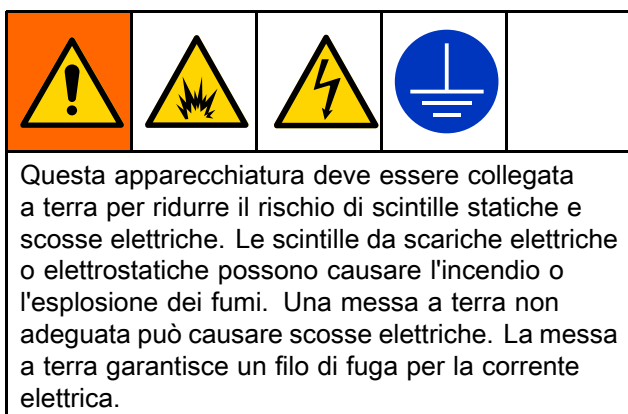 Questa apparecchiatura deve essere collegata
a terra per ridurre il rischio di scintille statiche e
scosse elettriche. Le scintille da scariche elettriche
o elettrostatiche possono causare l'incendio o
l'esplosione dei fumi. Una messa a terra non
adeguata può causare scosse elettriche. La messa
a terra garantisce un filo di fuga per la corrente
elettrica.